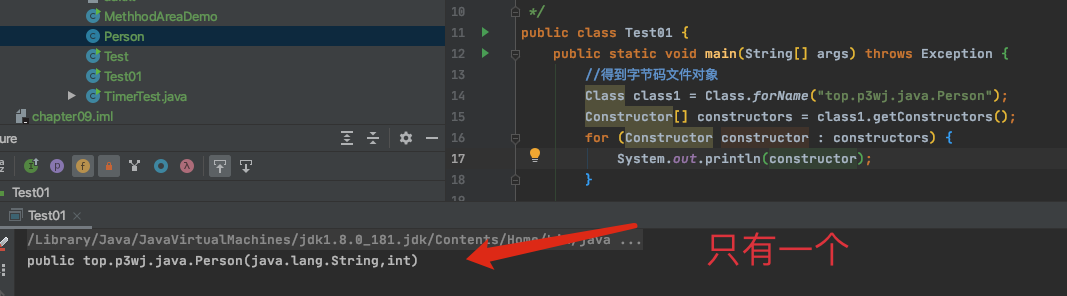 MethhodAreaDemo
Person
Test
Test01
TimerTest.java
chapter09.iml
ure
Test01
10 */
11 public class Test01 {
12 public static void main(String[] args) throws Exception {
13 //得到字节码文件对象
14 Class class1 = Class.forName("top.p3wj.java.Person");
15 Constructor[] constructors = class1.getConstructors();
16 for (Constructor constructor : constructors) {
17 System.out.println(constructor);
18 }
Test01
/Library/Java/JavaVirtualMachines/jdk1.8.0_181.jdk/Contents/Home/bin/java ...
public top.p3wj.java.Person(java.lang.String,int)
只有一个